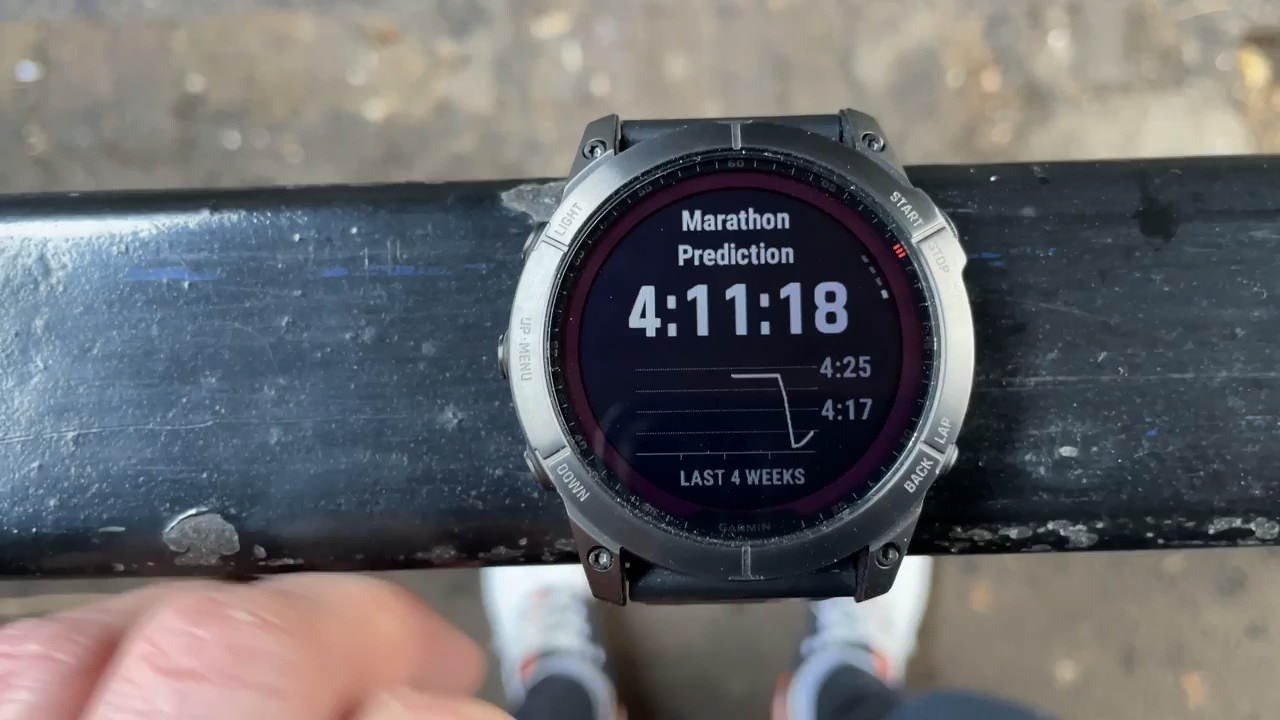 60
LIGHT
START
STOP
Marathon
Prediction
4:11:18
UP·MENU
4:25
4:17
LAST 4 WEEKS
DOWN
BACK
LAP
GARMIN